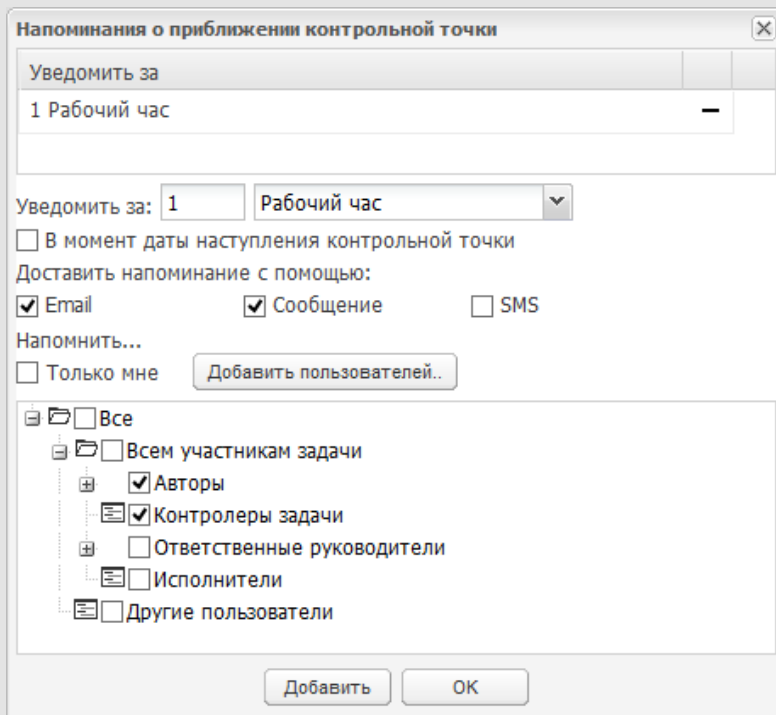 Напоминания о приближении контрольной точки
Уведомить за
1 Рабочий час
Уведомить за: 1 Рабочий час
В момент даты наступления контрольной точки
Доставить напоминание с помощью:
Email Сообщение SMS
Напомнить...
Только мне Добавить пользователей..
Все
Всем участникам задачи
Авторы
Контролеры задачи
Ответственные руководители
Исполнители
Другие пользователи
Добавить ОК